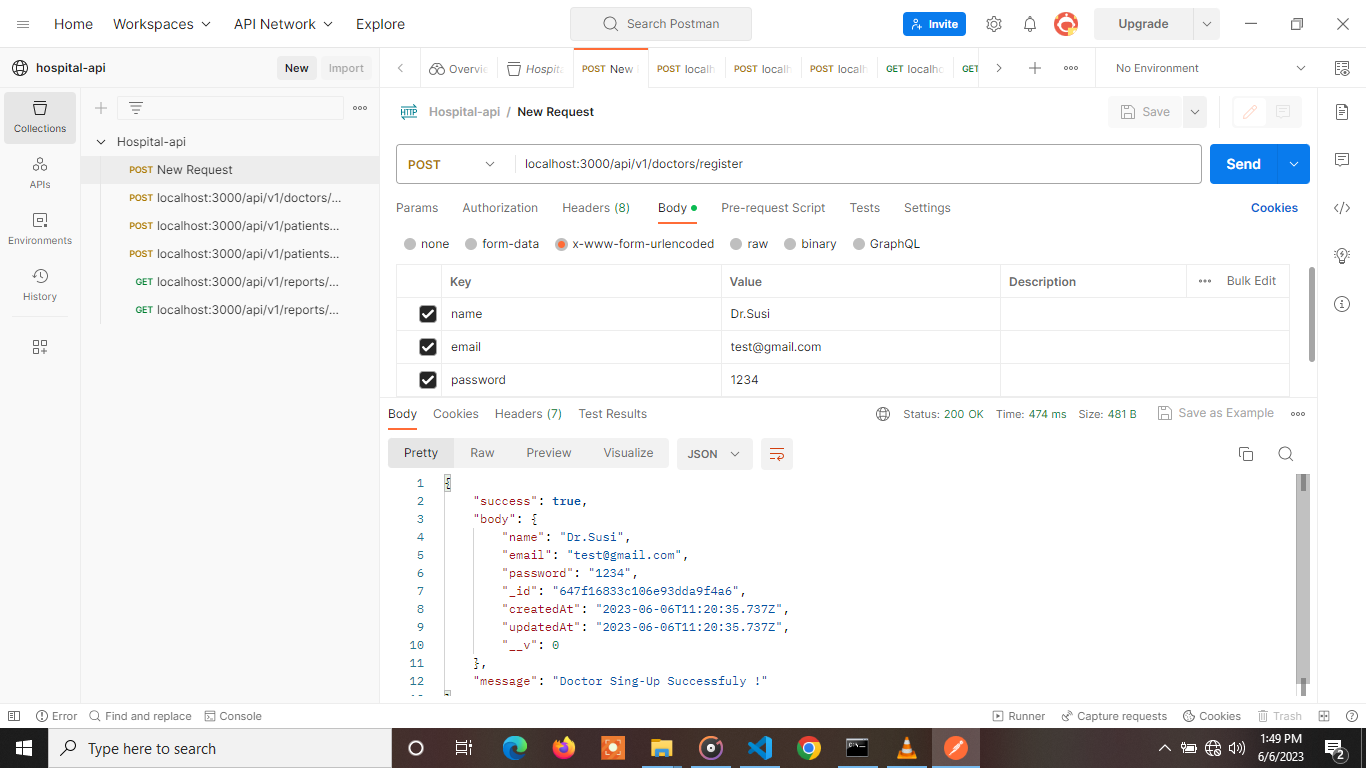 Home Workspaces API Network Explore Search Postman Invite Upgrade
hospital-api New Import
Overvie Hospita POST New POST localh POST localh POST localh GET localho GET No Environment
Collections
APIs
Environments
History
Hospital-api
POST New Request
POST localhost:3000/api/v1/doctors/...
POST localhost:3000/api/v1/patients...
POST localhost:3000/api/v1/patients...
GET localhost:3000/api/v1/reports/...
GET localhost:3000/api/v1/reports/...
HTTP Hospital-api / New Request Save
POST localhost:3000/api/v1/doctors/register Send
Params Authorization Headers (8) Body Pre-request Script Tests Settings Cookies
none form-data x-www-form-urlencoded raw binary GraphQL
Key Value Description Bulk Edit
name Dr.Susi
email test@gmail.com
password 1234
Body Cookies Headers (7) Test Results Status: 200 OK Time: 474 ms Size: 481 B Save as Example
Pretty Raw Preview Visualize JSON
1 {
2 "success": true,
3 "body": {
4 "name": "Dr.Susi",
5 "email": "test@gmail.com",
6 "password": "1234",
7 "_id": "647f16833c106e93dda9f4a6",
8 "createdAt": "2023-06-06T11:20:35.737Z",
9 "updatedAt": "2023-06-06T11:20:35.737Z",
10 "__v": 0
11 },
12 "message": "Doctor Sing-Up Successfuly !"
Error Find and replace Console Runner Capture requests Cookies Trash
Type here to search
1:49 PM
6/6/2023
2